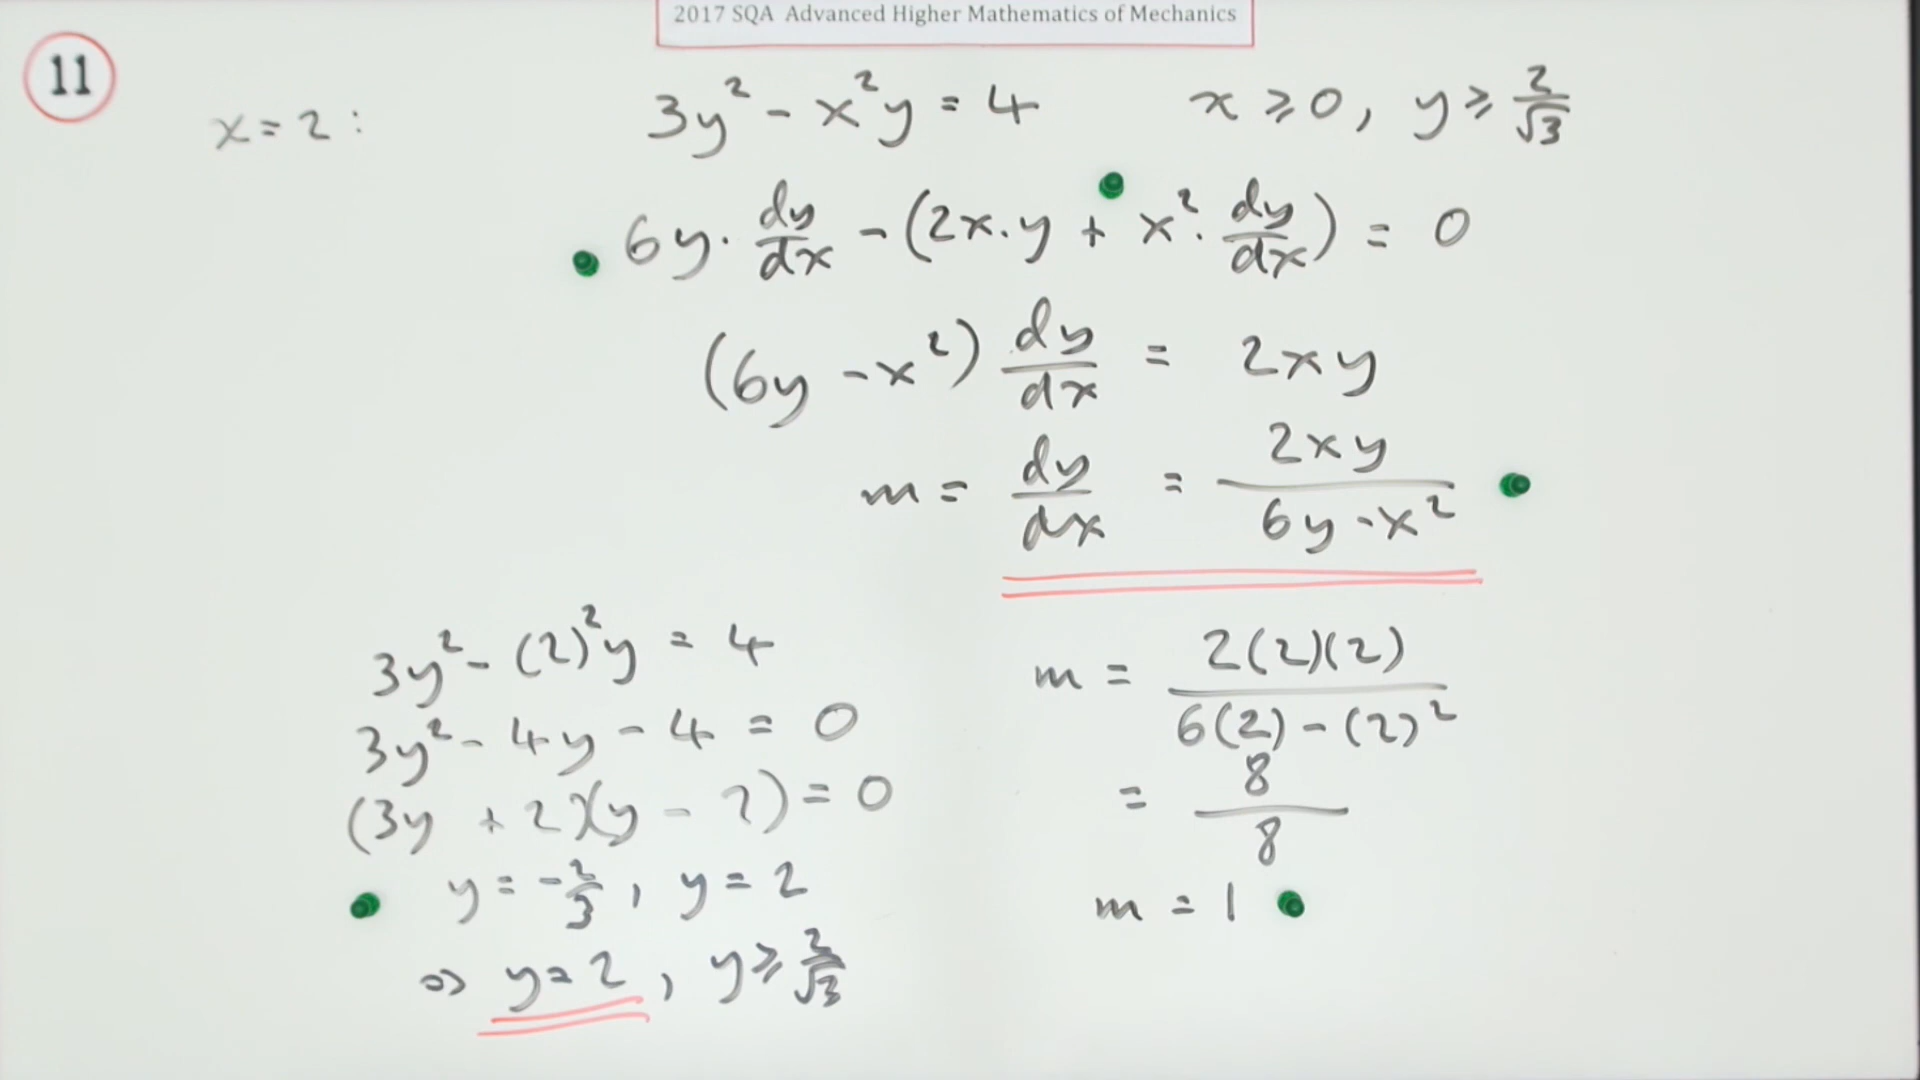 2017 SQA Advanced Higher Mathematics of Mechanics
11
x = 2 :
3y² - x²y = 4    x ≥ 0, y ≥ 2/√3
6y · dy/dx - (2x.y + x² · dy/dx) = 0
(6y - x²) dy/dx = 2xy
m = dy/dx = 2xy/(6y - x²)
3y² - (2)²y = 4
3y² - 4y - 4 = 0
(3y + 2)(y - 2) = 0
y = -2/3, y = 2
⇒ y = 2, y ≥ 2/√3
m = 2(2)(2)/(6(2) - (2)²)
= 8/8
m = 1